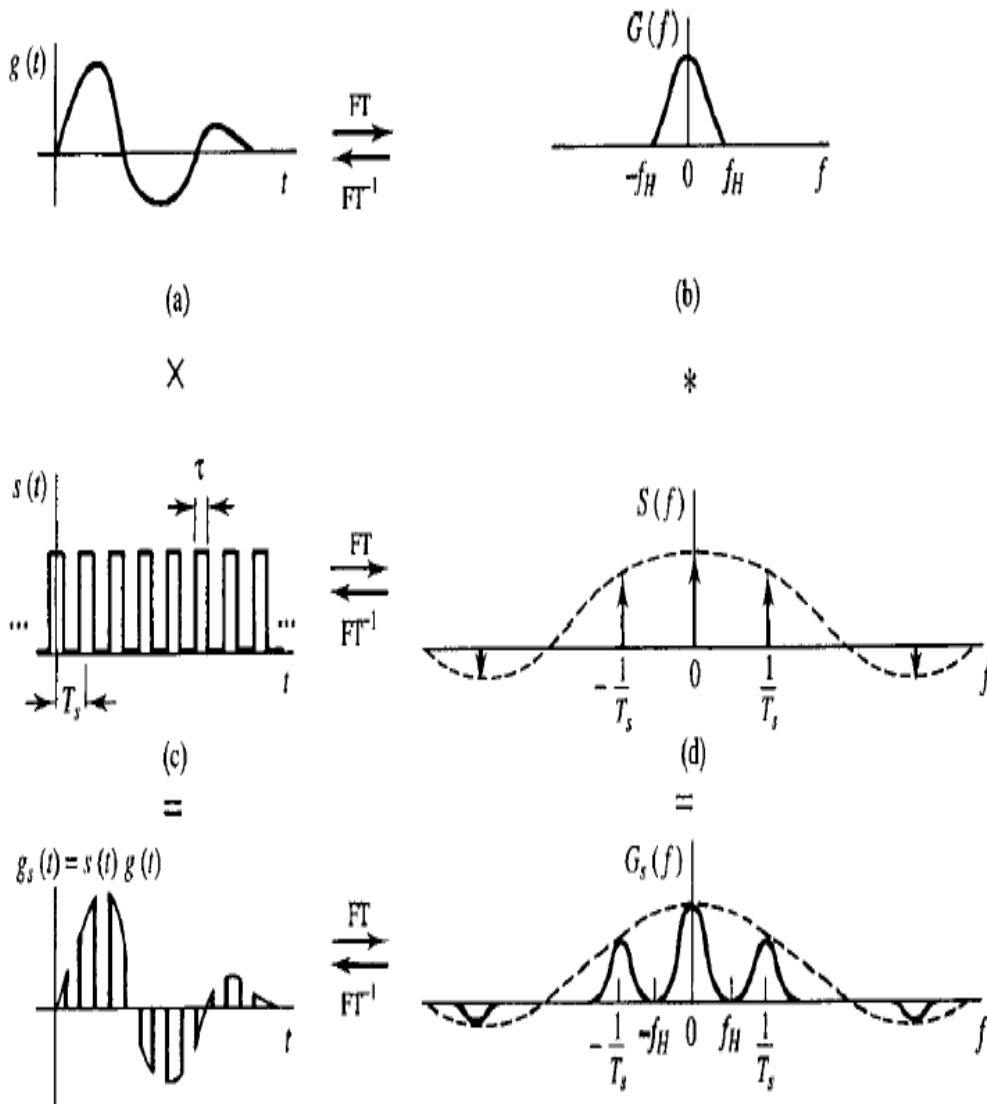 g (t)
t
FT
FT⁻¹
G(f)
-f_H 0 f_H f
(a)
(b)
×
*
s (t)
τ
...
...
T_s
t
FT
FT⁻¹
S(f)
-1/T_s 0 1/T_s f
(c)
(d)
=
=
g_s (t) = s (t) g (t)
t
FT
FT⁻¹
G_s (f)
-1/T_s -f_H 0 f_H 1/T_s f